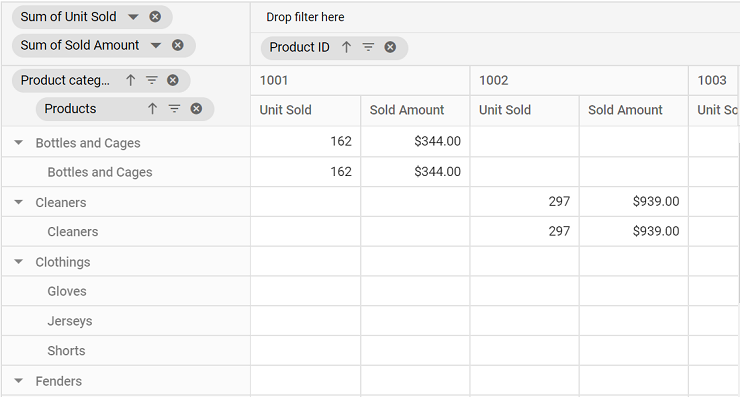 Sum of Unit Sold
Drop filter here
Sum of Sold Amount
Product ID
Product categ...
Products
1001 1002 1003
Unit Sold Sold Amount Unit Sold Sold Amount Unit So
Bottles and Cages 162 $344.00
Bottles and Cages 162 $344.00
Cleaners 297 $939.00
Cleaners 297 $939.00
Clothings
Gloves
Jerseys
Shorts
Fenders